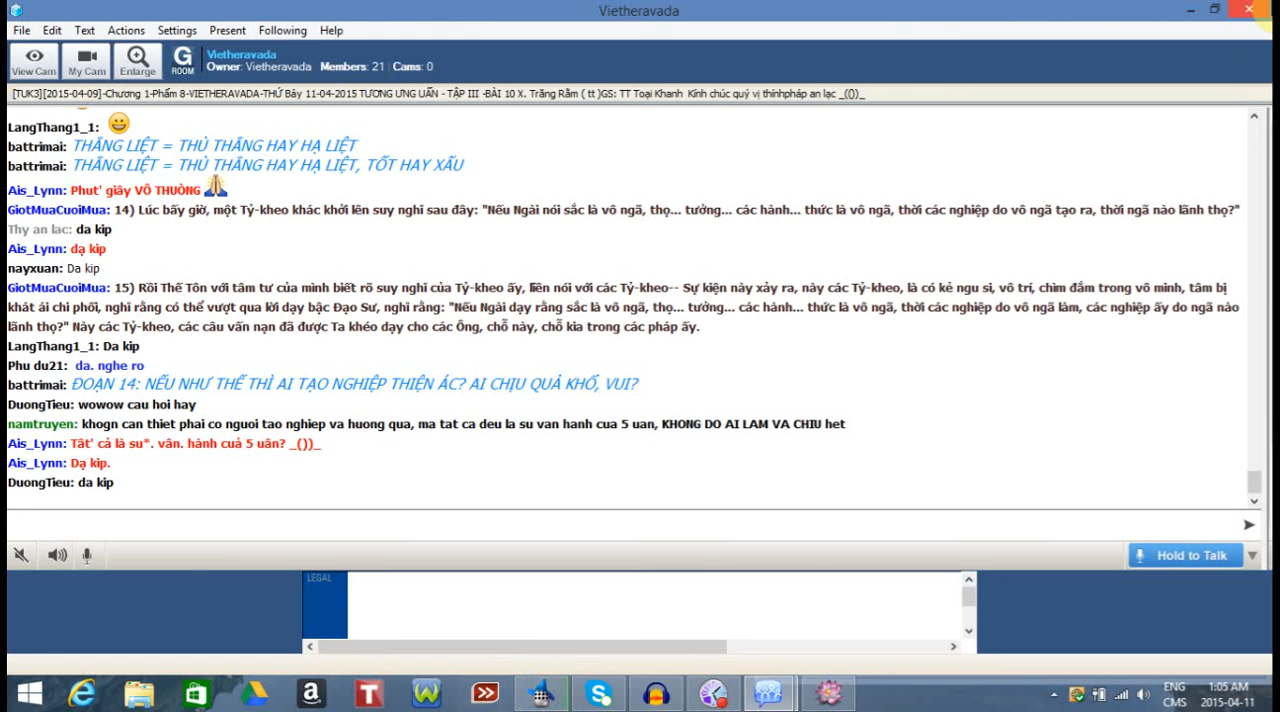 Vietheravada
File Edit Text Actions Settings Present Following Help
View Cam My Cam Enlarge G ROOM Vietheravada
Owner: Vietheravada Members: 21 Cams: 0
[TUK3][2015-04-09]-Chương 1-Phẩm 8-VIETHERAVADA-THỨ Bảy 11-04-2015 TƯƠNG ƯNG UẨN - TẬP III -BÀI 10 X. Trăng Rằm ( tt )GS: TT Toại Khanh Kính chúc quý vị thínhpháp an lạc _(())_
LangThang1_1:
battrimai: THẮNG LIỆT = THÙ THẮNG HAY HẠ LIỆT
battrimai: THẮNG LIỆT = THÙ THẮNG HAY HẠ LIỆT, TỐT HAY XẤU
Ais_Lynn: Phut' giây VÔ THUÒNG
GiotMuaCuoiMua: 14) Lúc bấy giờ, một Tỷ-kheo khác khởi lên suy nghĩ sau đây: "Nếu Ngài nói sắc là vô ngã, thọ... tưởng... các hành... thức là vô ngã, thời các nghiệp do vô ngã tạo ra, thời ngã nào lãnh thọ?"
Thy an lac: da kip
Ais_Lynn: dạ kịp
nayxuan: Da kip
GiotMuaCuoiMua: 15) Rồi Thế Tôn với tâm tư của mình biết rõ suy nghĩ của Tỷ-kheo ấy, liền nói với các Tỷ-kheo-- Sự kiện này xảy ra, này các Tỷ-kheo, là có kẻ ngu si, vô trí, chìm đắm trong vô minh, tâm bị
khát ái chi phối, nghĩ rằng có thể vượt qua lời dạy bậc Đạo Sư, nghĩ rằng: "Nếu Ngài dạy rằng sắc là vô ngã, thọ... tưởng... các hành... thức là vô ngã, thời các nghiệp do vô ngã làm, các nghiệp ấy do ngã nào
lãnh thọ?" Này các Tỷ-kheo, các câu vấn nạn đã được Ta khéo dạy cho các Ông, chỗ này, chỗ kia trong các pháp ấy.
LangThang1_1: Da kip
Phu du21: da. nghe ro
battrimai: ĐOẠN 14: NẾU NHƯ THẾ THÌ AI TẠO NGHIỆP THIỆN ÁC? AI CHỊU QUẢ KHỔ, VUI?
DuongTieu: wowow cau hoi hay
namtruyen: khogn can thiet phai co nguoi tao nghiep va huong qua, ma tat ca deu la su van hanh cua 5 uan, KHONG DO AI LAM VA CHIU het
Ais_Lynn: Tât' cả là su*. vân. hành cuả 5 uân? _())_
Ais_Lynn: Dạ kịp.
DuongTieu: da kip
Hold to Talk
LEGAL
ENG 1:05 AM
CMS 2015-04-11